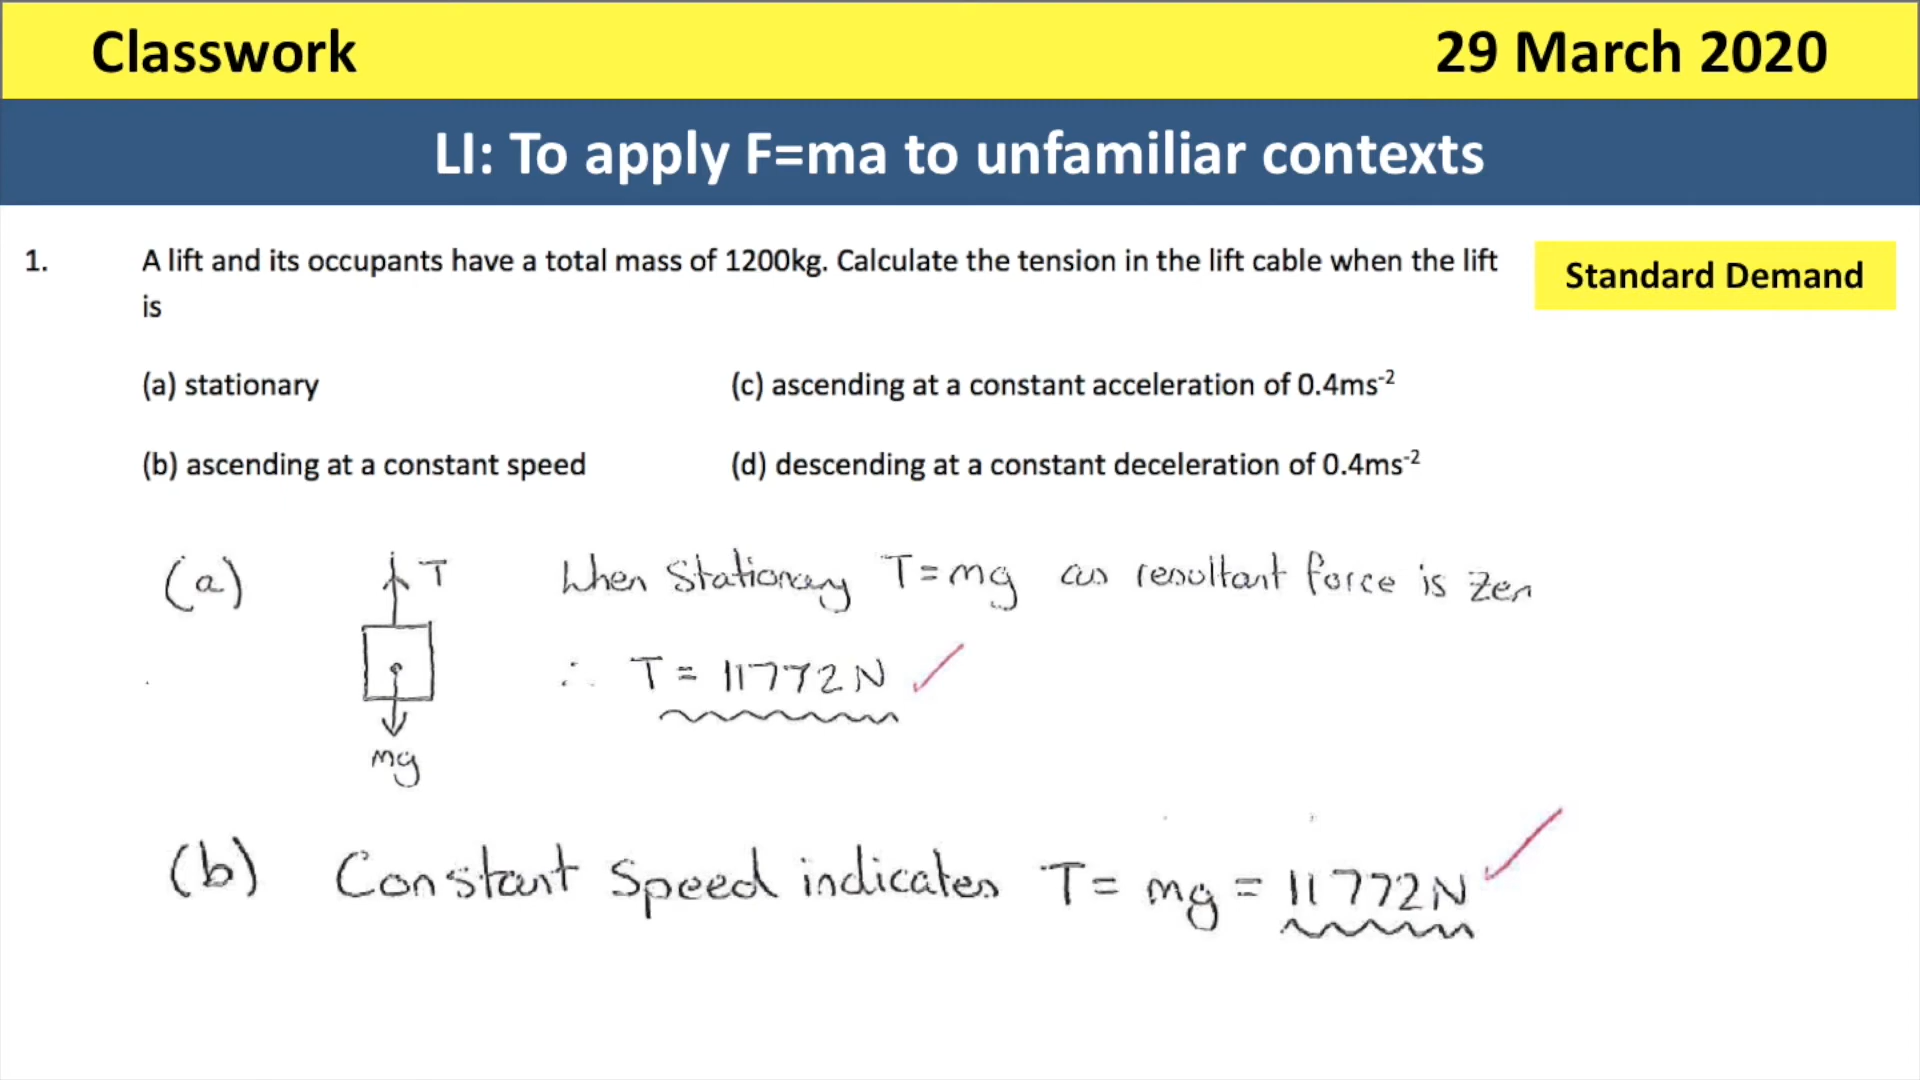 Classwork
29 March 2020
LI: To apply F=ma to unfamiliar contexts
1. A lift and its occupants have a total mass of 1200kg. Calculate the tension in the lift cable when the lift
is
Standard Demand
(a) stationary
(c) ascending at a constant acceleration of 0.4ms⁻²
(b) ascending at a constant speed
(d) descending at a constant deceleration of 0.4ms⁻²
(a) T When Stationary T=mg as resultant force is zero
∴ T = 11772N ✓
mg
(b) Constant Speed indicates T= mg = 11772N ✓